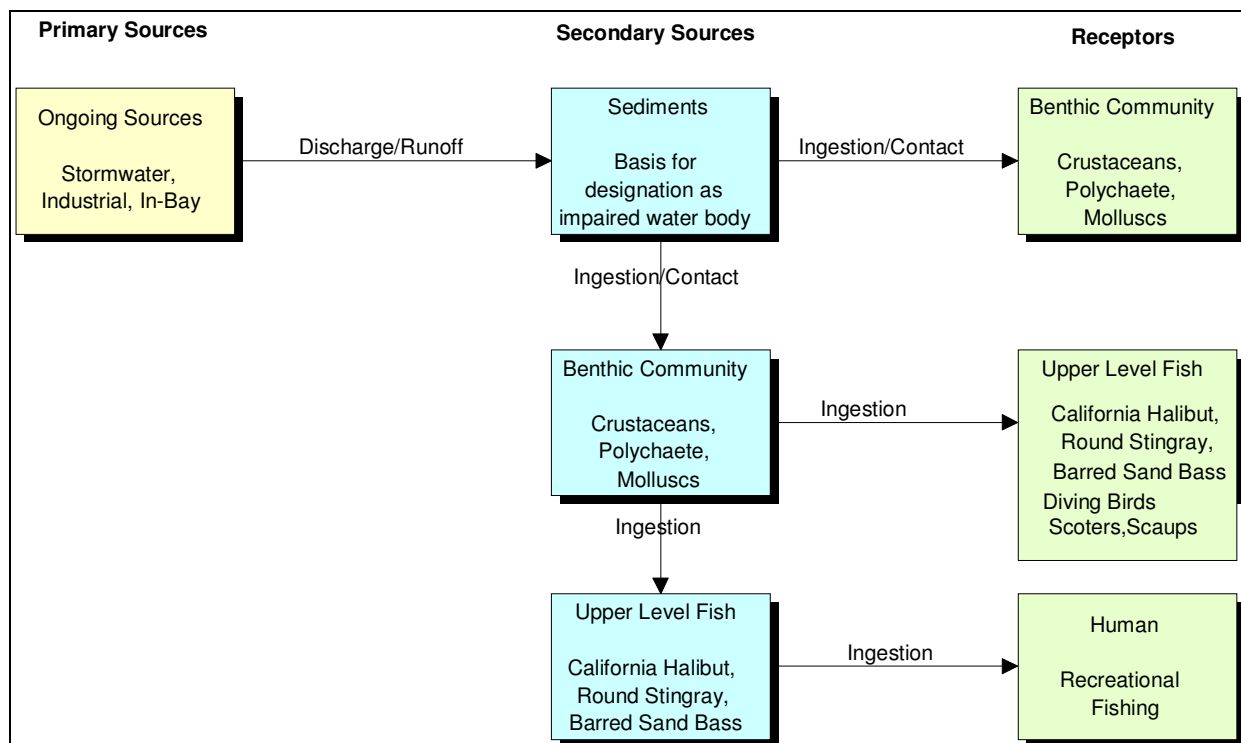 Primary Sources
Secondary Sources
Receptors
Ongoing Sources
Stormwater,
Industrial, In-Bay
Discharge/Runoff
Sediments
Basis for
designation as
impaired water body
Ingestion/Contact
Benthic Community
Crustaceans,
Polychaete,
Molluscs
Ingestion/Contact
Benthic Community
Crustaceans,
Polychaete,
Molluscs
Ingestion
Upper Level Fish
California Halibut,
Round Stingray,
Barred Sand Bass
Diving Birds
Scoters,Scaups
Ingestion
Upper Level Fish
California Halibut,
Round Stingray,
Barred Sand Bass
Ingestion
Human
Recreational
Fishing